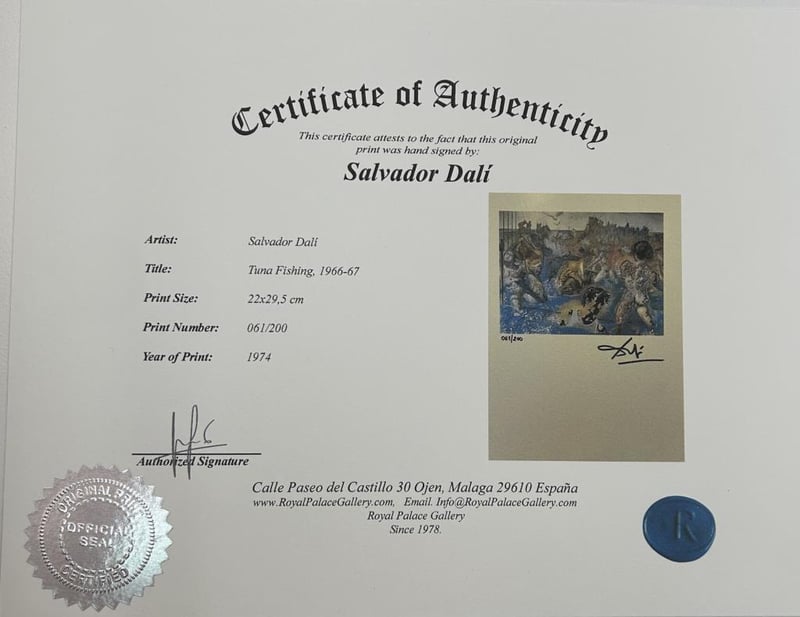 Certificate of Authenticity
This certificate attests to the fact that this original
print was hand signed by:
Salvador Dalí
Artist: Salvador Dalí
Title: Tuna Fishing, 1966-67
Print Size: 22x29,5 cm
Print Number: 061/200
Year of Print: 1974
061/200
Dalí
Authorized Signature
Calle Paseo del Castillo 30 Ojen, Malaga 29610 España
www.RoyalPalaceGallery.com, Email. Info@RoyalPalaceGallery.com
Royal Palace Gallery
Since 1978.
ORIGINAL PRINT
OFFICIAL
SEAL
CERTIFIED
R